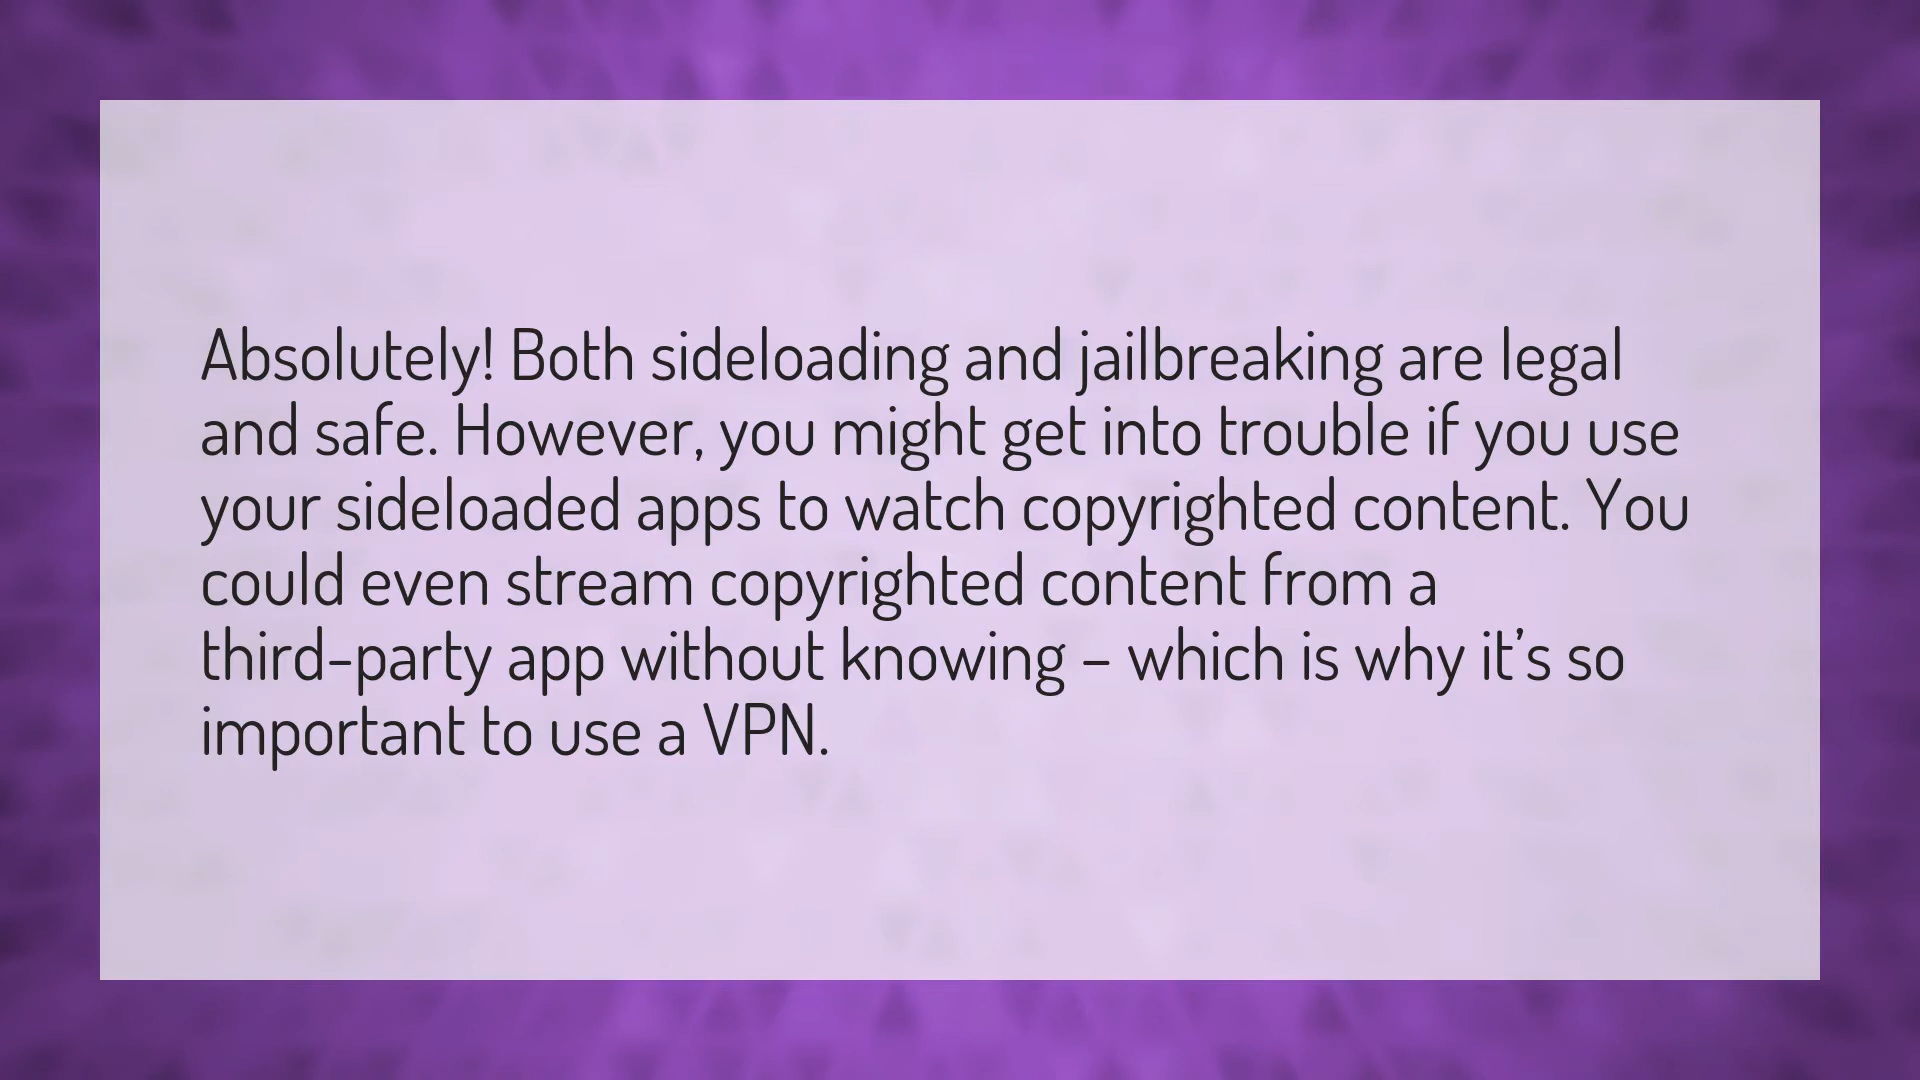 Absolutely! Both sideloading and jailbreaking are legal
and safe. However, you might get into trouble if you use
your sideloaded apps to watch copyrighted content. You
could even stream copyrighted content from a
third-party app without knowing – which is why it’s so
important to use a VPN.